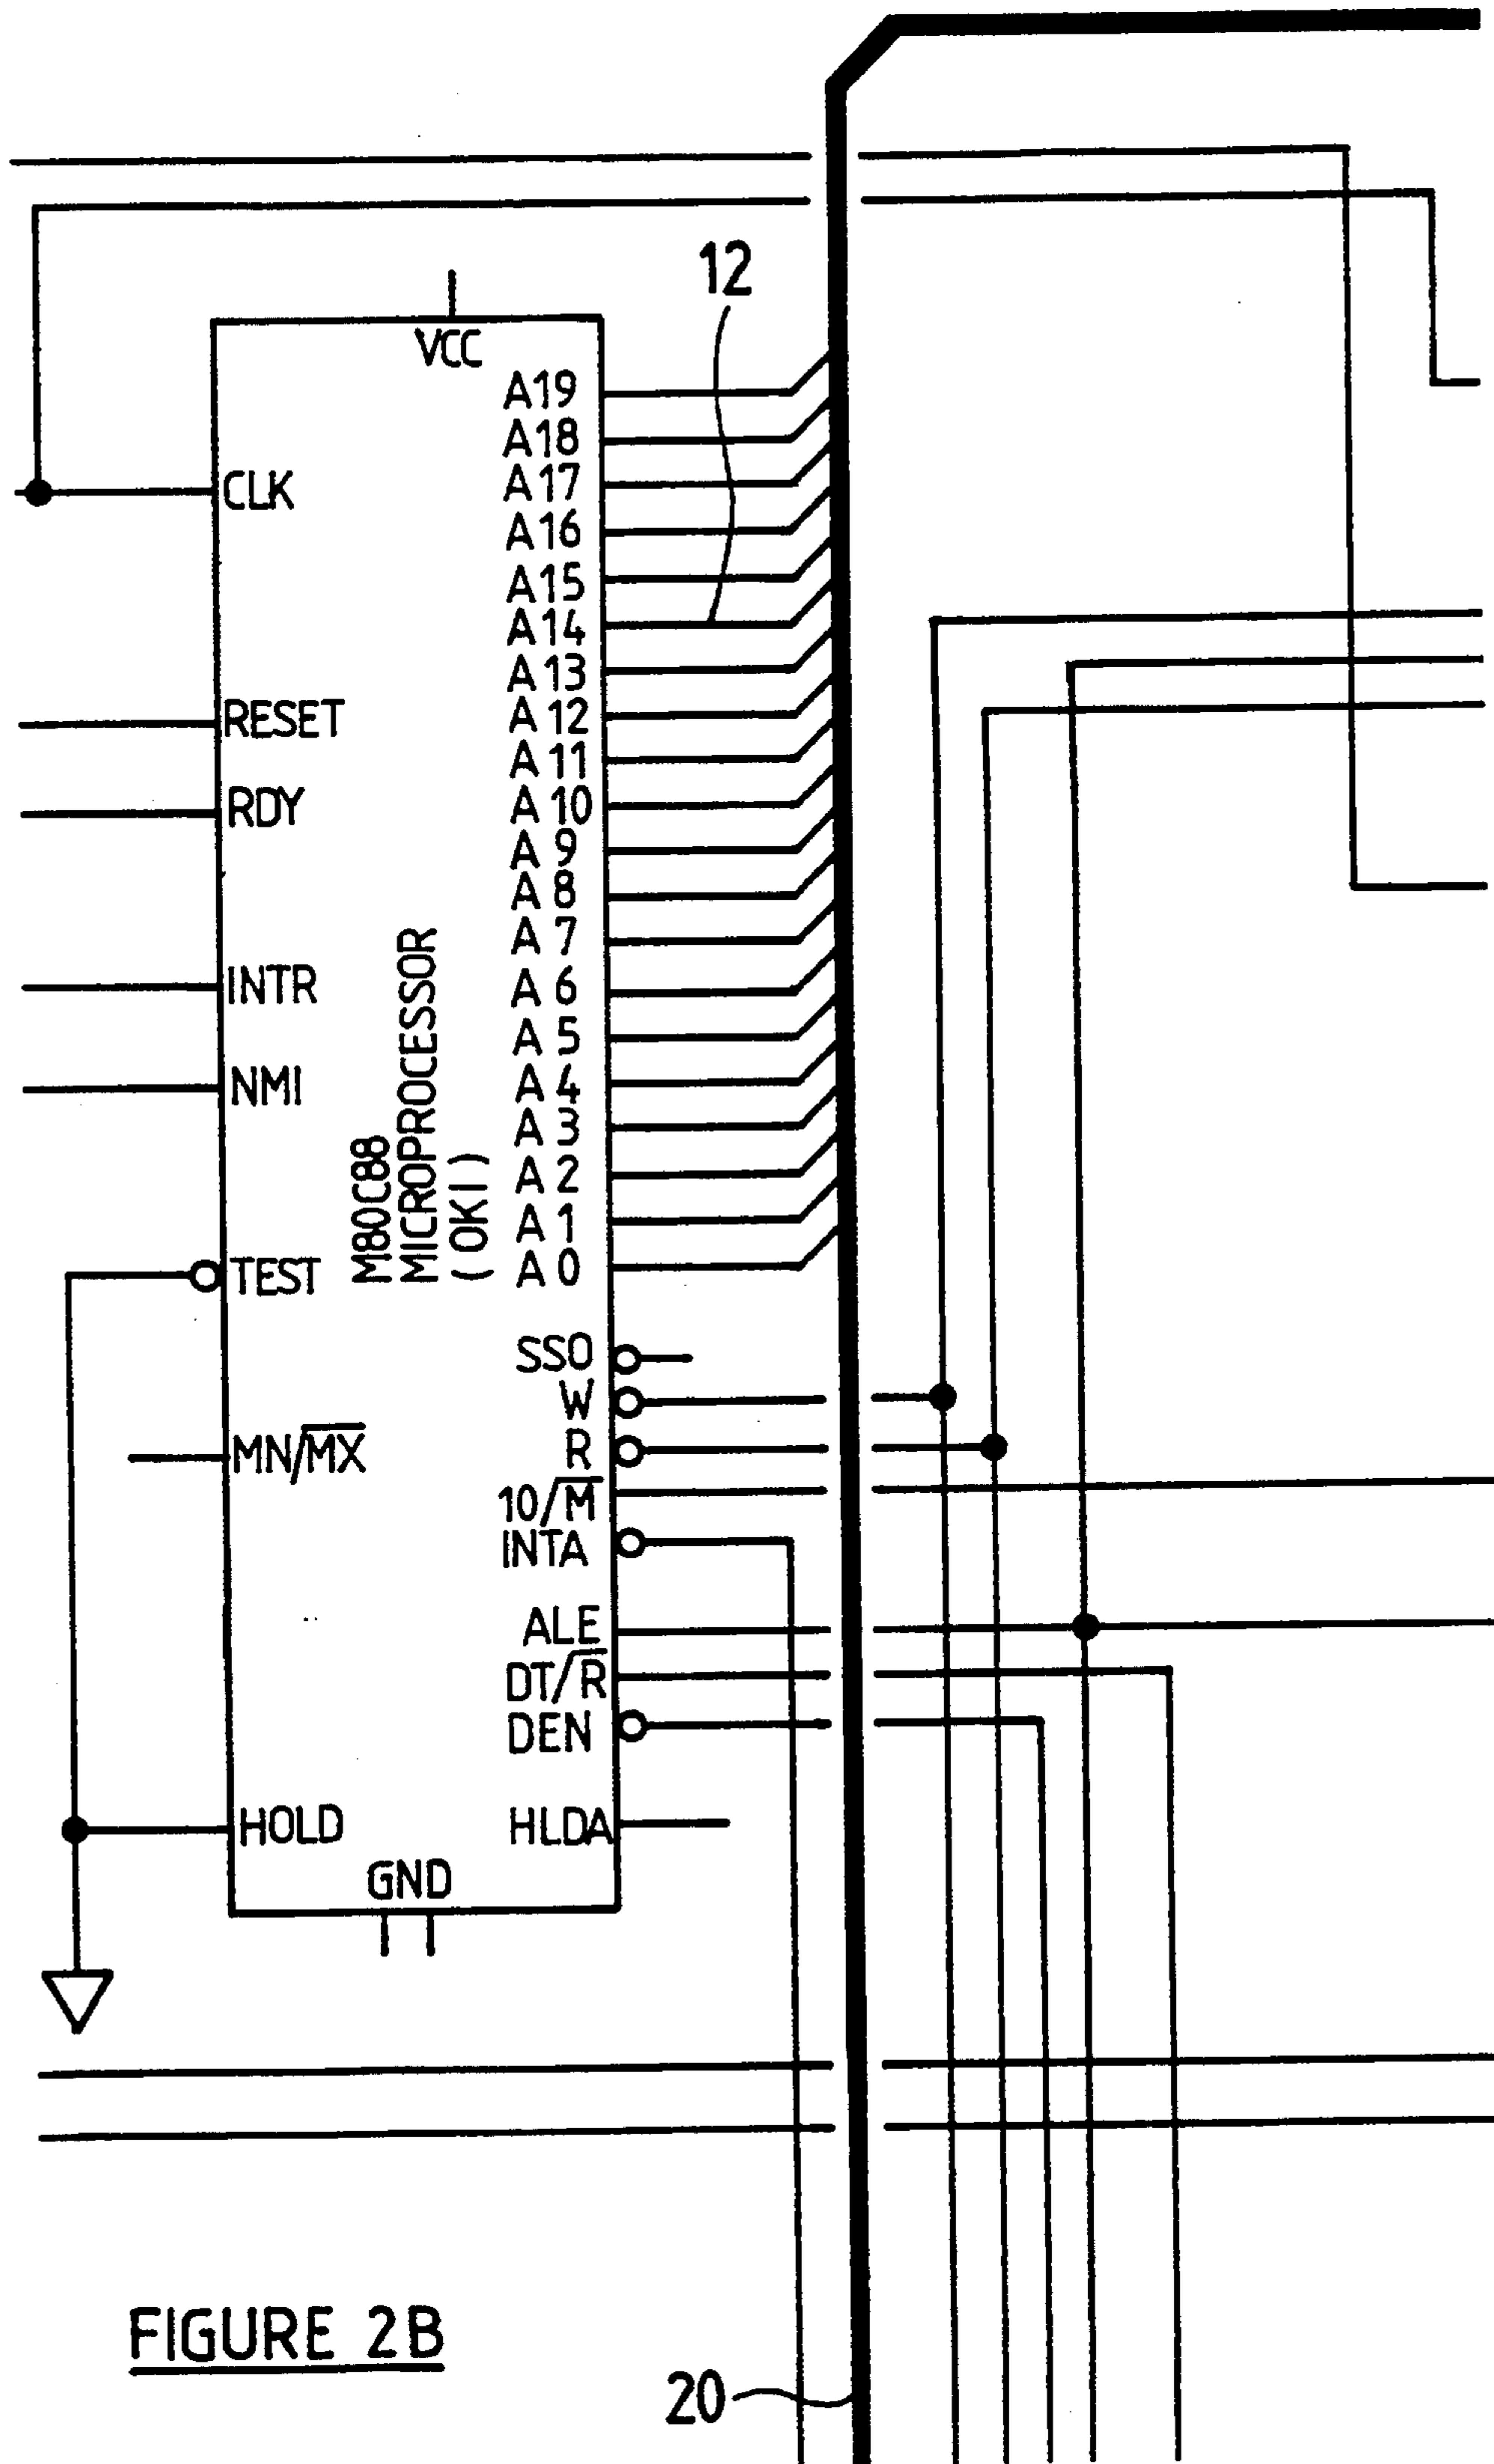 12
VCC
A19
A18
CLK
A17
A16
A15
A14
A13
RESET
A12
A11
RDY
A10
A9
A8
A7
INTR
A6
A5
NMI
A4
A3
A2
A1
A0
M80C88
MICROPROCESSOR
(OKI)
TEST
SSO
W
MN/MX
R
10/M
INTA
ALE
DT/R
DEN
HOLD
HLDA
GND
FIGURE 2B
20